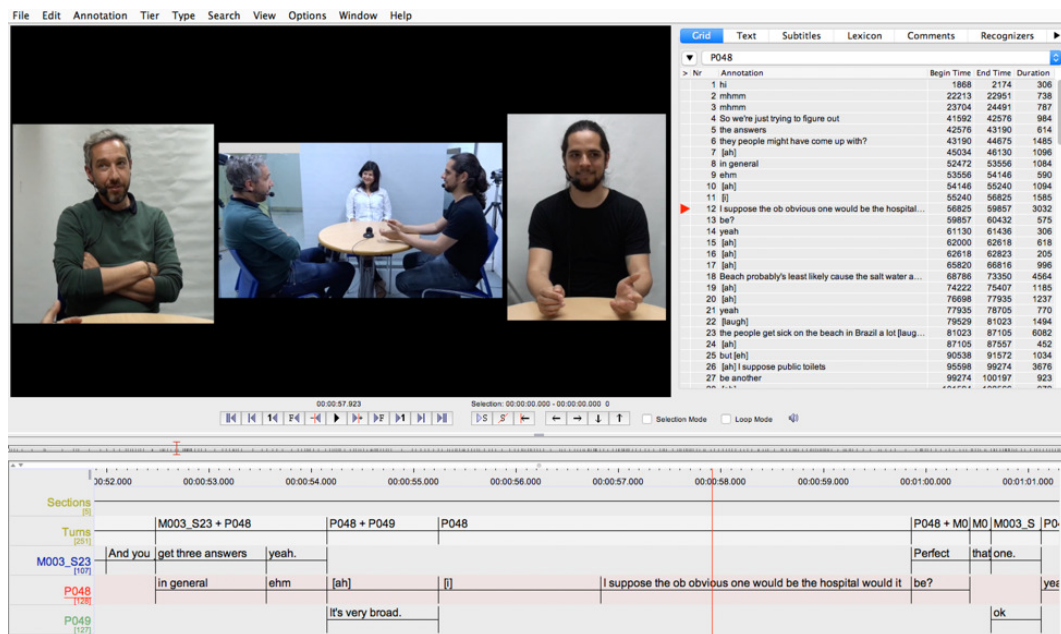 File Edit Annotation Tier Type Search View Options Window Help
Grid Text Subtitles Lexicon Comments Recognizers
P048
> Nr Annotation Begin Time End Time Duration
1 hi 1868 2174 306
2 mhmm 22213 22951 738
3 mhmm 23704 24491 787
4 So we're just trying to figure out 41592 42576 984
5 the answers 42576 43190 614
6 they people might have come up with? 43190 44675 1485
7 [ah] 45034 46130 1096
8 in general 52472 53556 1084
9 ehm 53556 54146 590
10 [ah] 54146 55240 1094
11 [i] 55240 56825 1585
12 I suppose the ob obvious one would be the hospital... 56825 59857 3032
13 be? 59857 60432 575
14 yeah 61130 61436 306
15 [ah] 62000 62618 618
16 [ah] 62618 62823 205
17 [ah] 65820 66816 996
18 Beach probably's least likely cause the salt water a... 68786 73350 4564
19 [ah] 74222 75407 1185
20 [ah] 76698 77935 1237
21 yeah 77935 78705 770
22 [laugh] 79529 81023 1494
23 the people get sick on the beach in Brazil a lot [laug... 81023 87105 6082
24 [ah] 87105 87557 452
25 but [eh] 90538 91572 1034
26 [ah] I suppose public toilets 95598 99274 3676
27 be another 99274 100197 923
00:00:57.923 Selection: 00:00:00.000 - 00:00:00.000 0
1 F F 1 S S Selection Mode Loop Mode
00:52.000 00:00:53.000 00:00:54.000 00:00:55.000 00:00:56.000 00:00:57.000 00:00:58.000 00:00:59.000 00:01:00.000 00:01:01.000
Sections
[5]
Turns M003_S23 + P048 P048 + P049 P048 P048 + M0 M0 M003_S P0
[251]
M003_S23 And you get three answers yeah. Perfect that one.
[107]
P048 in general ehm [ah] [i] I suppose the ob obvious one would be the hospital would it be? yea
[128]
P049 It's very broad. ok
[127]